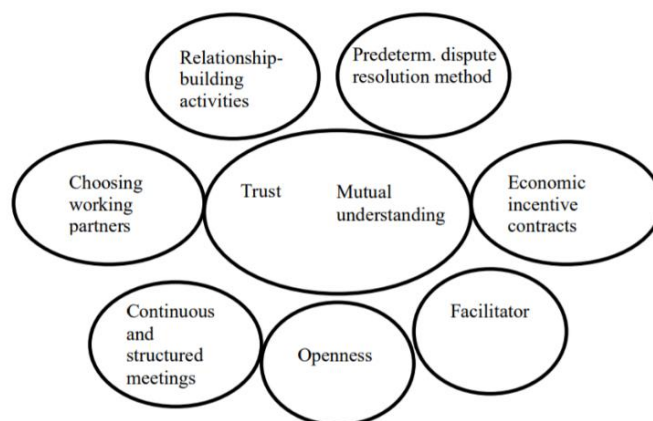 Relationship-
building
activities
Predeterm. dispute
resolution method
Choosing
working
partners
Trust
Mutual
understanding
Economic
incentive
contracts
Continuous
and
structured
meetings
Openness
Facilitator